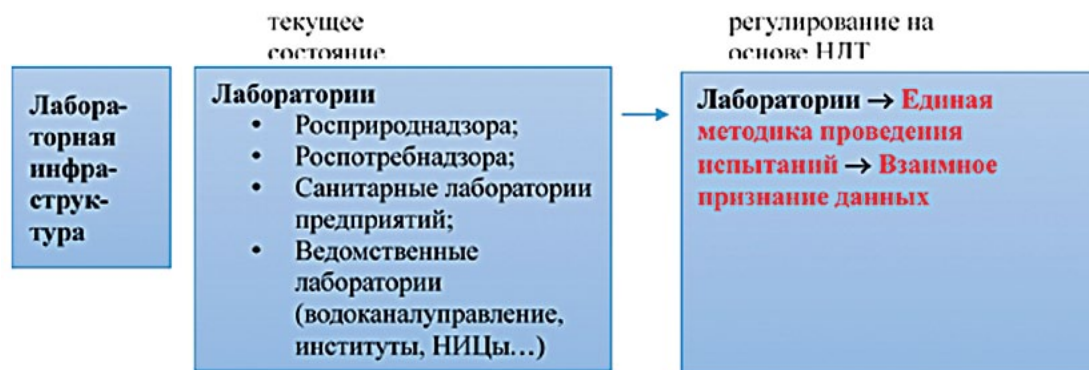 текущее
состояние
регулирование на
основе НДТ
Лабора-
торная
инфра-
струк-
тура
Лаборатории
• Росприроднадзора;
• Роспотребнадзора;
• Санитарные лаборатории
предприятий;
• Ведомственные
лаборатории
(водоканалуправление,
институты, НИЦы…)
Лаборатории → Единая
методика проведения
испытаний → Взаимное
признание данных